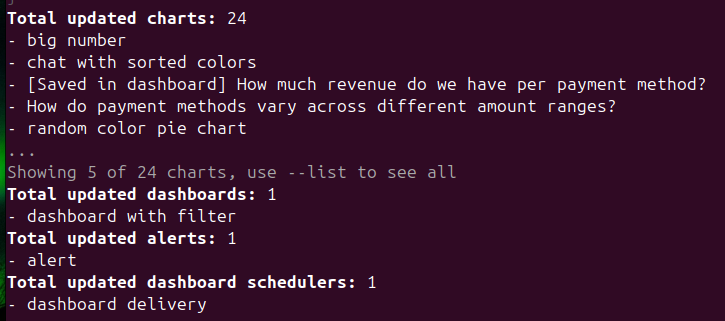 Total updated charts: 24
- big number
- chat with sorted colors
- [Saved in dashboard] How much revenue do we have per payment method?
- How do payment methods vary across different amount ranges?
- random color pie chart
...
Showing 5 of 24 charts, use --list to see all
Total updated dashboards: 1
- dashboard with filter
Total updated alerts: 1
- alert
Total updated dashboard schedulers: 1
- dashboard delivery